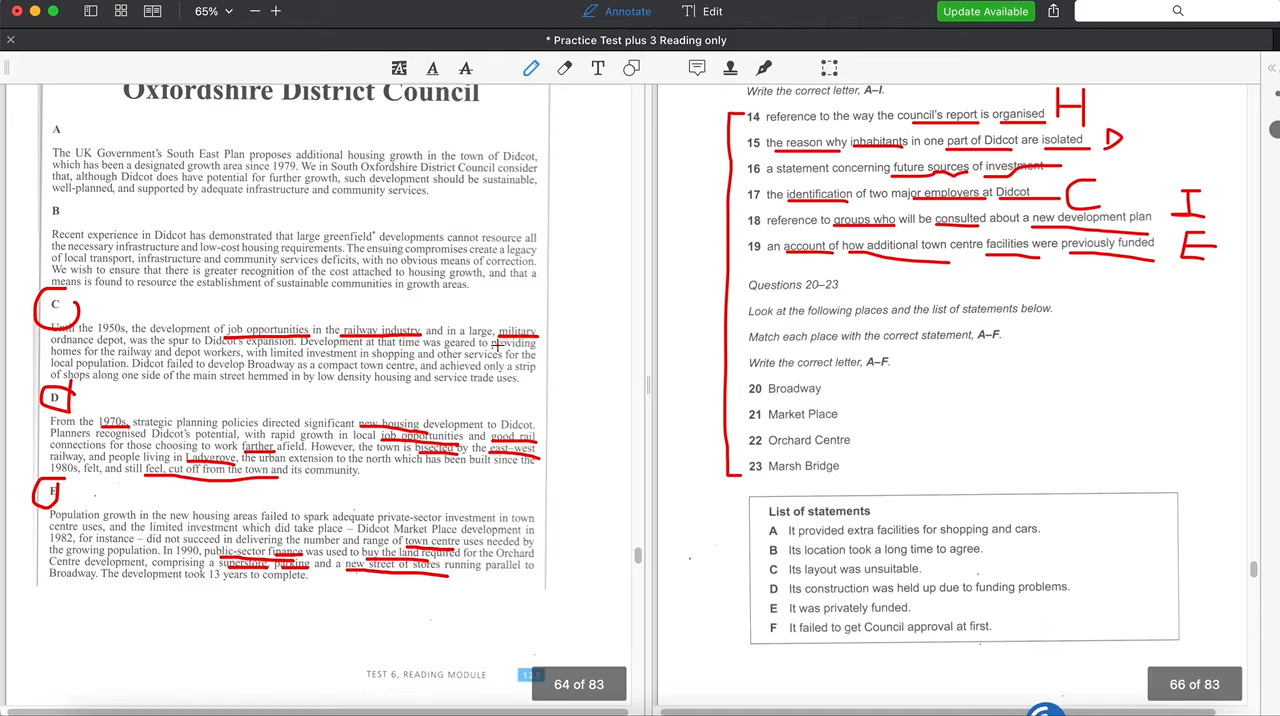 65%
Annotate
Edit
Update Available
* Practice Test plus 3 Reading only
Oxfordshire District Council
A
The UK Government's South East Plan proposes additional housing growth in the town of Didcot,
which has been a designated growth area since 1979. We in South Oxfordshire District Council consider
that, although Didcot does have potential for further growth, such development should be sustainable,
well-planned, and supported by adequate infrastructure and community services.
B
Recent experience in Didcot has demonstrated that large greenfield* developments cannot resource all
the necessary infrastructure and low-cost housing requirements. The ensuing compromises create a legacy
of local transport, infrastructure and community services deficits, with no obvious means of correction.
We wish to ensure that there is greater recognition of the cost attached to housing growth, and that a
means is found to resource the establishment of sustainable communities in growth areas.
C
Until the 1950s, the development of job opportunities in the railway industry and in a large, military
ordnance depot, was the spur to Didcot's expansion. Development at that time was geared to providing
homes for the railway and depot workers, with limited investment in shopping and other services for the
local population. Didcot failed to develop Broadway as a compact town centre, and achieved only a strip
of shops along one side of the main street hemmed in by low density housing and service trade uses.
D
From the 1970s, strategic planning policies directed significant new housing development to Didcot.
Planners recognised Didcot's potential, with rapid growth in local job opportunities and good rail
connections for those choosing to work farther afield. However, the town is bisected by the east–west
railway, and people living in Ladygrove, the urban extension to the north which has been built since the
1980s, felt, and still feel, cut off from the town and its community.
E
Population growth in the new housing areas failed to spark adequate private-sector investment in town
centre uses, and the limited investment which did take place – Didcot Market Place development in
1982, for instance – did not succeed in delivering the number and range of town centre uses needed by
the growing population. In 1990, public-sector finance was used to buy the land required for the Orchard
Centre development, comprising a superstore, parking and a new street of stores running parallel to
Broadway. The development took 13 years to complete.
TEST 6, READING MODULE
64 of 83
Write the correct letter, A–I.
14 reference to the way the council's report is organised H
15 the reason why inhabitants in one part of Didcot are isolated D
16 a statement concerning future sources of investment
17 the identification of two major employers at Didcot C
18 reference to groups who will be consulted about a new development plan I
19 an account of how additional town centre facilities were previously funded E
Questions 20–23
Look at the following places and the list of statements below.
Match each place with the correct statement, A–F.
Write the correct letter, A–F.
20 Broadway
21 Market Place
22 Orchard Centre
23 Marsh Bridge
List of statements
A It provided extra facilities for shopping and cars.
B Its location took a long time to agree.
C Its layout was unsuitable.
D Its construction was held up due to funding problems.
E It was privately funded.
F It failed to get Council approval at first.
66 of 83